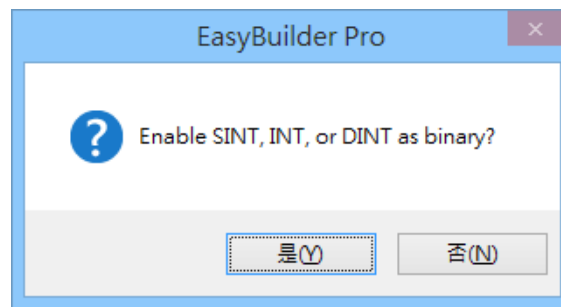 EasyBuilder Pro
Enable SINT, INT, or DINT as binary?
是(Y) 否(N)